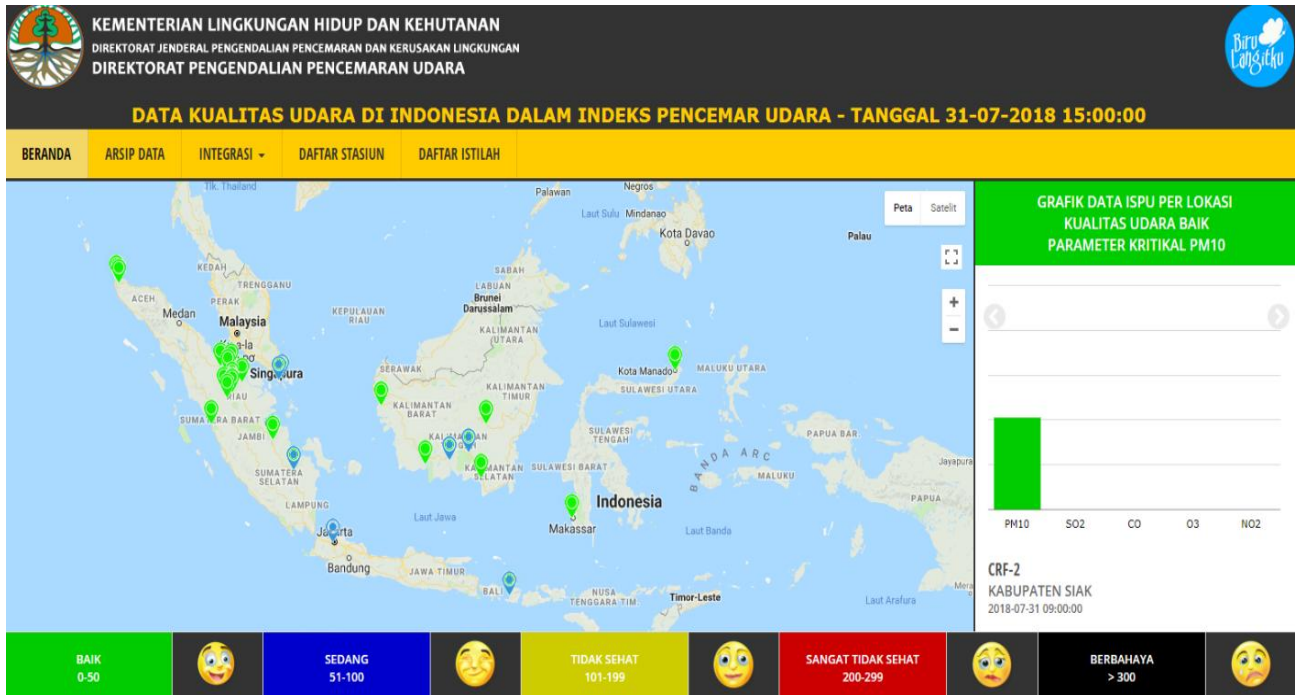 KEMENTERIAN LINGKUNGAN HIDUP DAN KEHUTANAN
DIREKTORAT JENDERAL PENGENDALIAN PENCEMARAN DAN KERUSAKAN LINGKUNGAN
DIREKTORAT PENGENDALIAN PENCEMARAN UDARA
Biru
Langitku
DATA KUALITAS UDARA DI INDONESIA DALAM INDEKS PENCEMAR UDARA - TANGGAL 31-07-2018 15:00:00
BERANDA ARSIP DATA INTEGRASI DAFTAR STASIUN DAFTAR ISTILAH
Tlk. Thailand
Palawan
Negros
Laut Sulu Mindanao
Kota Davao
Palau
Peta Satelit
KEDAH
TRENGGANU
SABAH
ACEH
PERAK
LABUAN
Medan
Malaysia
KEPULAUAN
RIAU
Brunei
Darussalam
Laut Sulawesi
KALIMANTAN
UTARA
SERAWAK
Kota Manado
MALUKU UTARA
SULAWESI UTARA
RIAU
KALIMANTAN
TIMUR
KALIMANTAN
BARAT
JAMBI
SULAWESI
TENGAH
PAPUA BAR
BANDA ARC
SUMATERA
SELATAN
SULAWESI BARAT
MALUKU
Jayapura
LAMPUNG
Indonesia
PAPUA
Laut Jawa
Makassar
Laut Banda
Bandung
JAWA TIMUR
BALI
NUSA
TENGGARA TIM
Timor-Leste
Laut Arafura
Mera
GRAFIK DATA ISPU PER LOKASI
KUALITAS UDARA BAIK
PARAMETER KRITIKAL PM10
PM10 SO2 CO O3 NO2
CRF-2
KABUPATEN SIAK
2018-07-31 09:00:00
BAIK
0-50
SEDANG
51-100
TIDAK SEHAT
101-199
SANGAT TIDAK SEHAT
200-299
BERBAHAYA
> 300